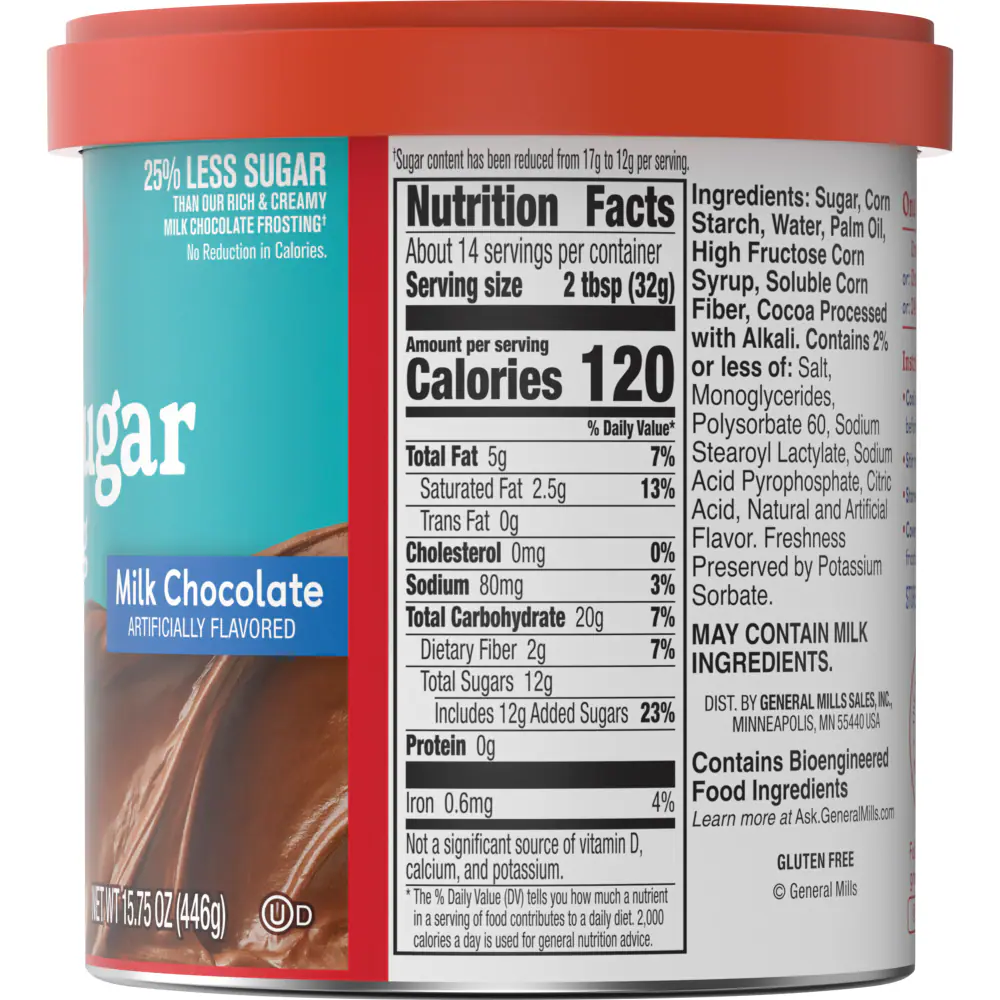 25% LESS SUGAR
THAN OUR RICH & CREAMY
MILK CHOCOLATE FROSTING†
No Reduction in Calories.
ugar
g
Milk Chocolate
ARTIFICIALLY FLAVORED
NET WT 15.75 OZ (446g)
U D
†Sugar content has been reduced from 17g to 12g per serving.
Nutrition Facts
About 14 servings per container
Serving size 2 tbsp (32g)
Amount per serving
Calories 120
% Daily Value*
Total Fat 5g 7%
Saturated Fat 2.5g 13%
Trans Fat 0g
Cholesterol 0mg 0%
Sodium 80mg 3%
Total Carbohydrate 20g 7%
Dietary Fiber 2g 7%
Total Sugars 12g
Includes 12g Added Sugars 23%
Protein 0g
Iron 0.6mg 4%
Not a significant source of vitamin D,
calcium, and potassium.
* The % Daily Value (DV) tells you how much a nutrient
in a serving of food contributes to a daily diet. 2,000
calories a day is used for general nutrition advice.
Ingredients: Sugar, Corn
Starch, Water, Palm Oil,
High Fructose Corn
Syrup, Soluble Corn
Fiber, Cocoa Processed
with Alkali. Contains 2%
or less of: Salt,
Monoglycerides,
Polysorbate 60, Sodium
Stearoyl Lactylate, Sodium
Acid Pyrophosphate, Citric
Acid, Natural and Artificial
Flavor. Freshness
Preserved by Potassium
Sorbate.
MAY CONTAIN MILK
INGREDIENTS.
DIST. BY GENERAL MILLS SALES, INC.,
MINNEAPOLIS, MN 55440 USA
Contains Bioengineered
Food Ingredients
Learn more at Ask.GeneralMills.com
GLUTEN FREE
© General Mills